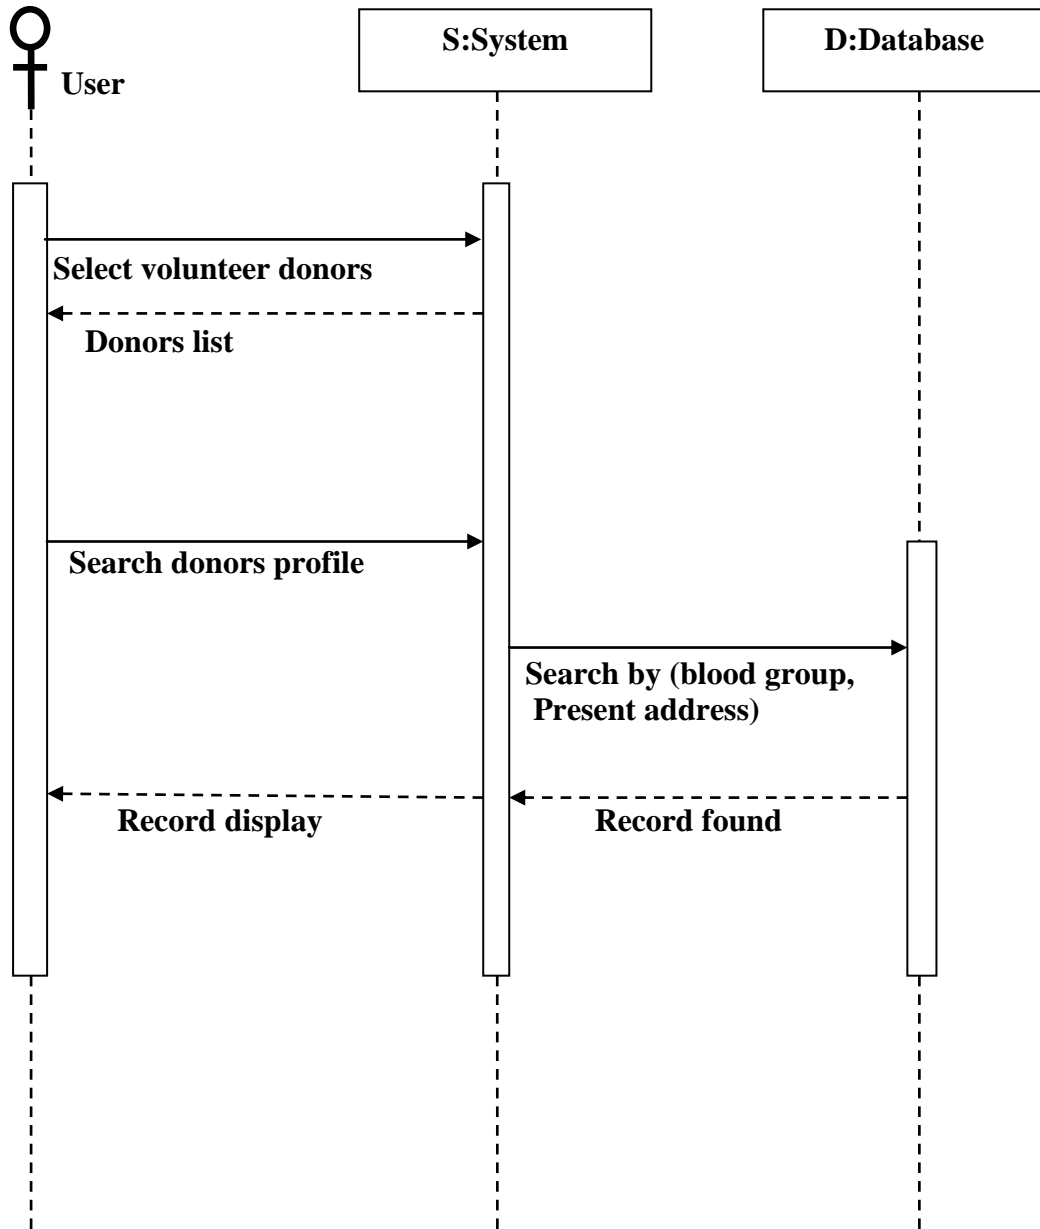 User
S:System
D:Database
Select volunteer donors
Donors list
Search donors profile
Search by (blood group,
Present address)
Record display
Record found